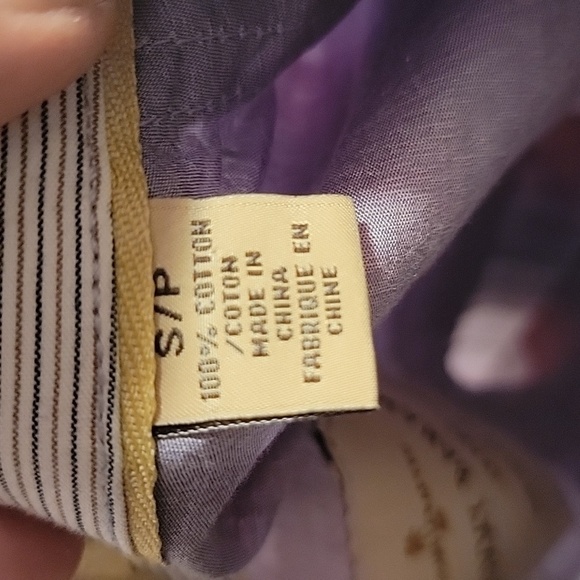 S/P
100% COTTON
/COTON
MADE IN
CHINA
FABRIQUE EN
CHINE